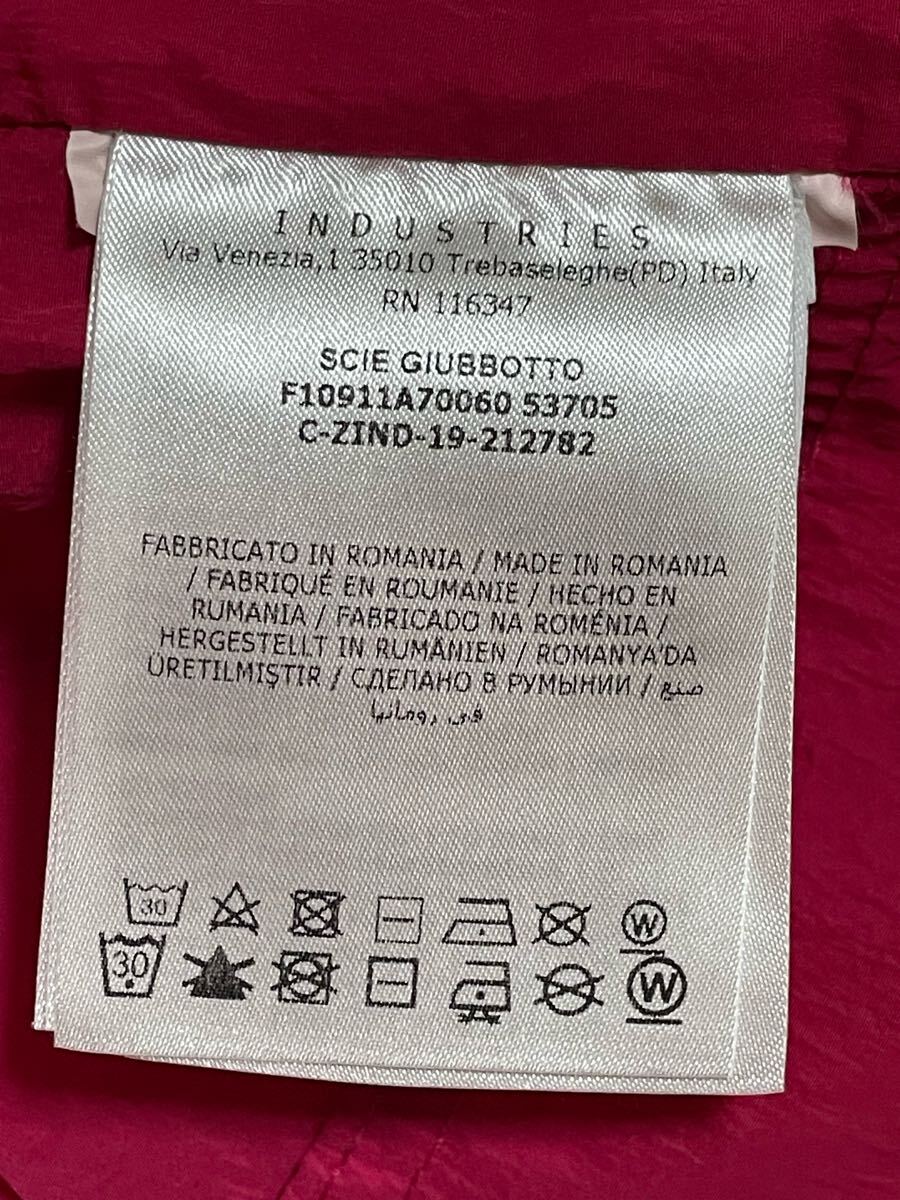 INDUSTRIES
Via Venezia,1 35010 Trebaseleghe(PD) Italy
RN 116347
SCIE GIUBBOTTO
F10911A70060 53705
C-ZIND-19-212782
FABBRICATO IN ROMANIA / MADE IN ROMANIA
/ FABRIQUÉ EN ROUMANIE / HECHO EN
RUMANIA / FABRICADO NA ROMÉNIA /
HERGESTELLT IN RUMÄNIEN / ROMANYA'DA
ÜRETILMIŞTIR / СДЕЛАНО В РУМЫНИИ / صنع
في رومانيا
30 W
30 W